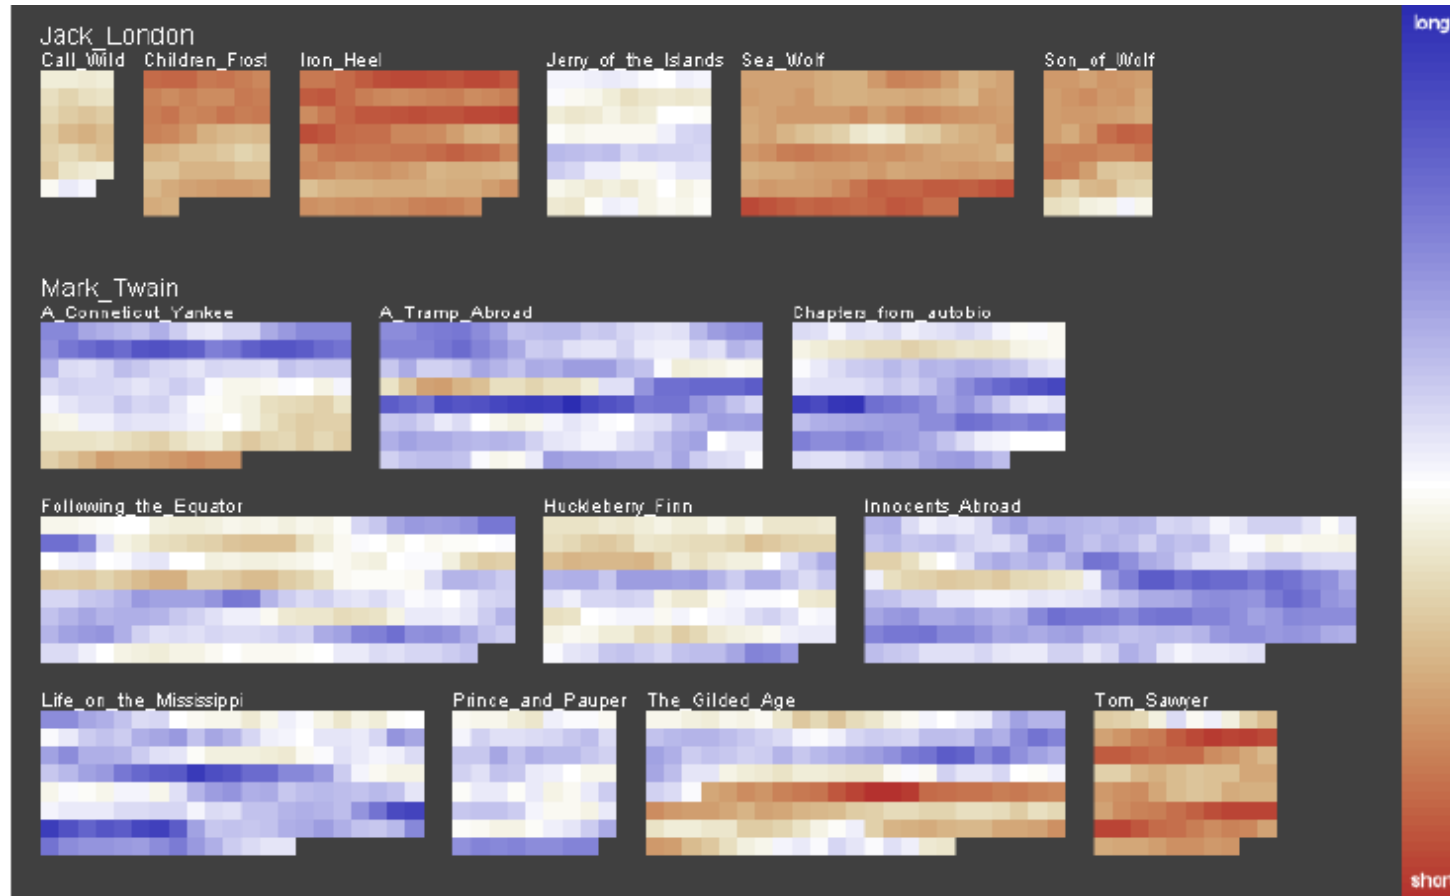 long
Jack_London
Call_Wild Children_Frost Iron_Heel Jerry_of_the_Islands Sea_Wolf Son_of_Wolf
Mark_Twain
A_Conneticut_Yankee A_Tramp_Abroad Chapters_from_autobio
Following_the_Equator Huckleberry_Finn Innocents_Abroad
Life_on_the_Mississippi Prince_and_Pauper The_Gilded_Age Tom_Sawyer
short